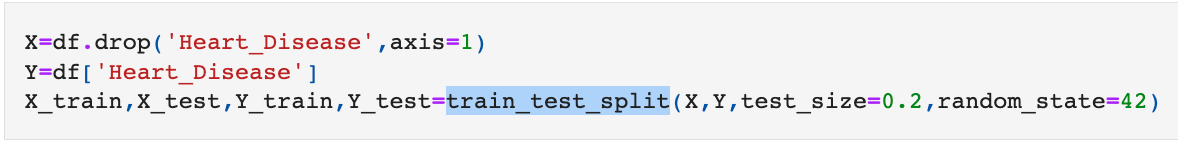 X=df.drop('Heart_Disease',axis=1)
Y=df['Heart_Disease']
X_train,X_test,Y_train,Y_test=train_test_split(X,Y,test_size=0.2,random_state=42)